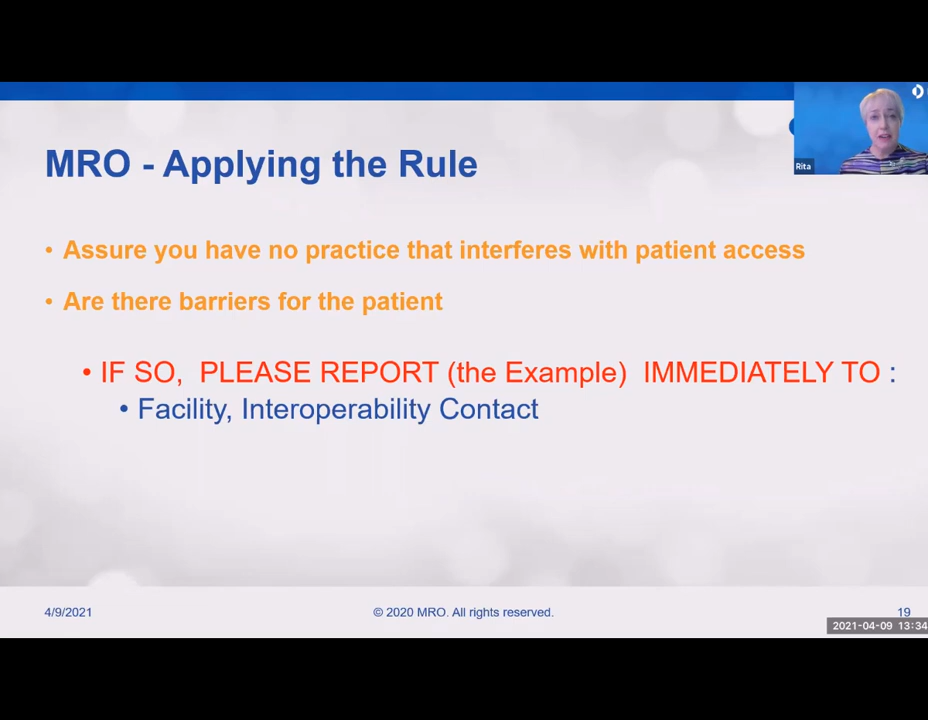 MRO - Applying the Rule
Rita
• Assure you have no practice that interferes with patient access
• Are there barriers for the patient
• IF SO, PLEASE REPORT (the Example) IMMEDIATELY TO :
• Facility, Interoperability Contact
4/9/2021
© 2020 MRO. All rights reserved.
19
2021-04-09 13:34